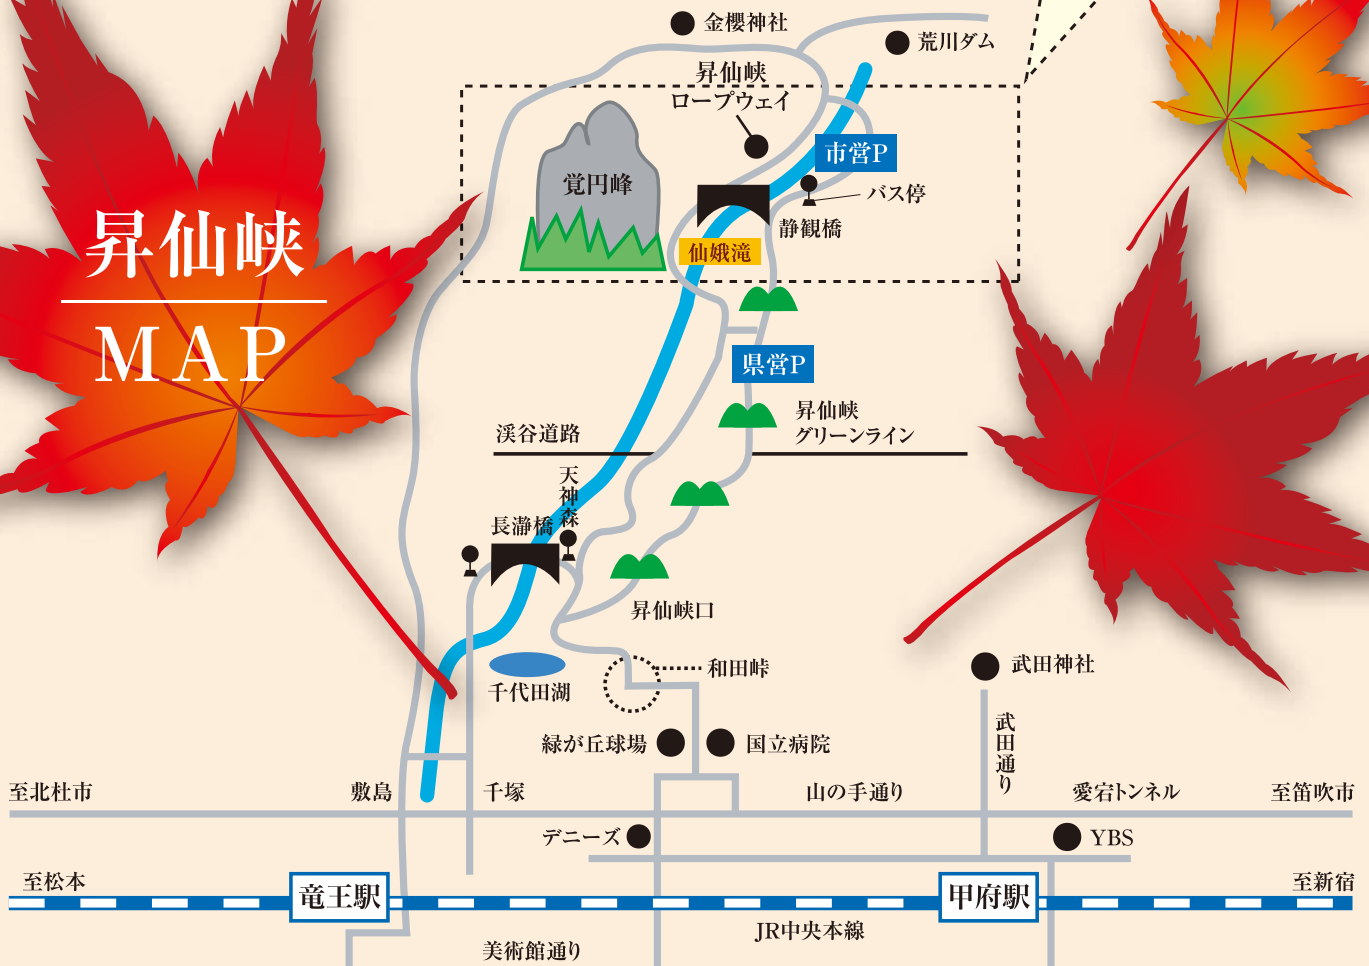 昇仙峡
MAP
金櫻神社
荒川ダム
昇仙峡
ロープウェイ
市営P
覚円峰
バス停
静観橋
仙娥滝
県営P
昇仙峡
グリーンライン
渓谷道路
天神森
長瀞橋
昇仙峡口
和田峠
千代田湖
武田神社
緑が丘球場
国立病院
武田通り
至北杜市
敷島
千塚
山の手通り
愛宕トンネル
至笛吹市
デニーズ
YBS
至松本
竜王駅
甲府駅
至新宿
JR中央本線
美術館通り